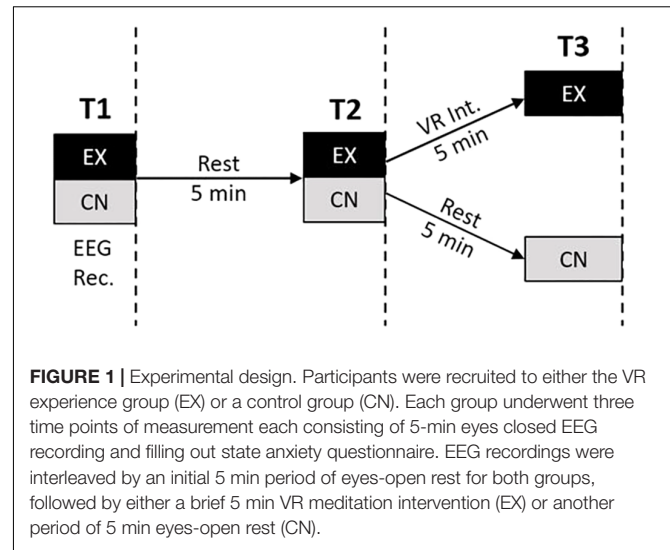 T1
T2
T3
EX
CN
EEG
Rec.
Rest
5 min
EX
CN
VR Int.
5 min
Rest
5 min
EX
CN
FIGURE 1 | Experimental design. Participants were recruited to either the VR
experience group (EX) or a control group (CN). Each group underwent three
time points of measurement each consisting of 5-min eyes closed EEG
recording and filling out state anxiety questionnaire. EEG recordings were
interleaved by an initial 5 min period of eyes-open rest for both groups,
followed by either a brief 5 min VR meditation intervention (EX) or another
period of 5 min eyes-open rest (CN).